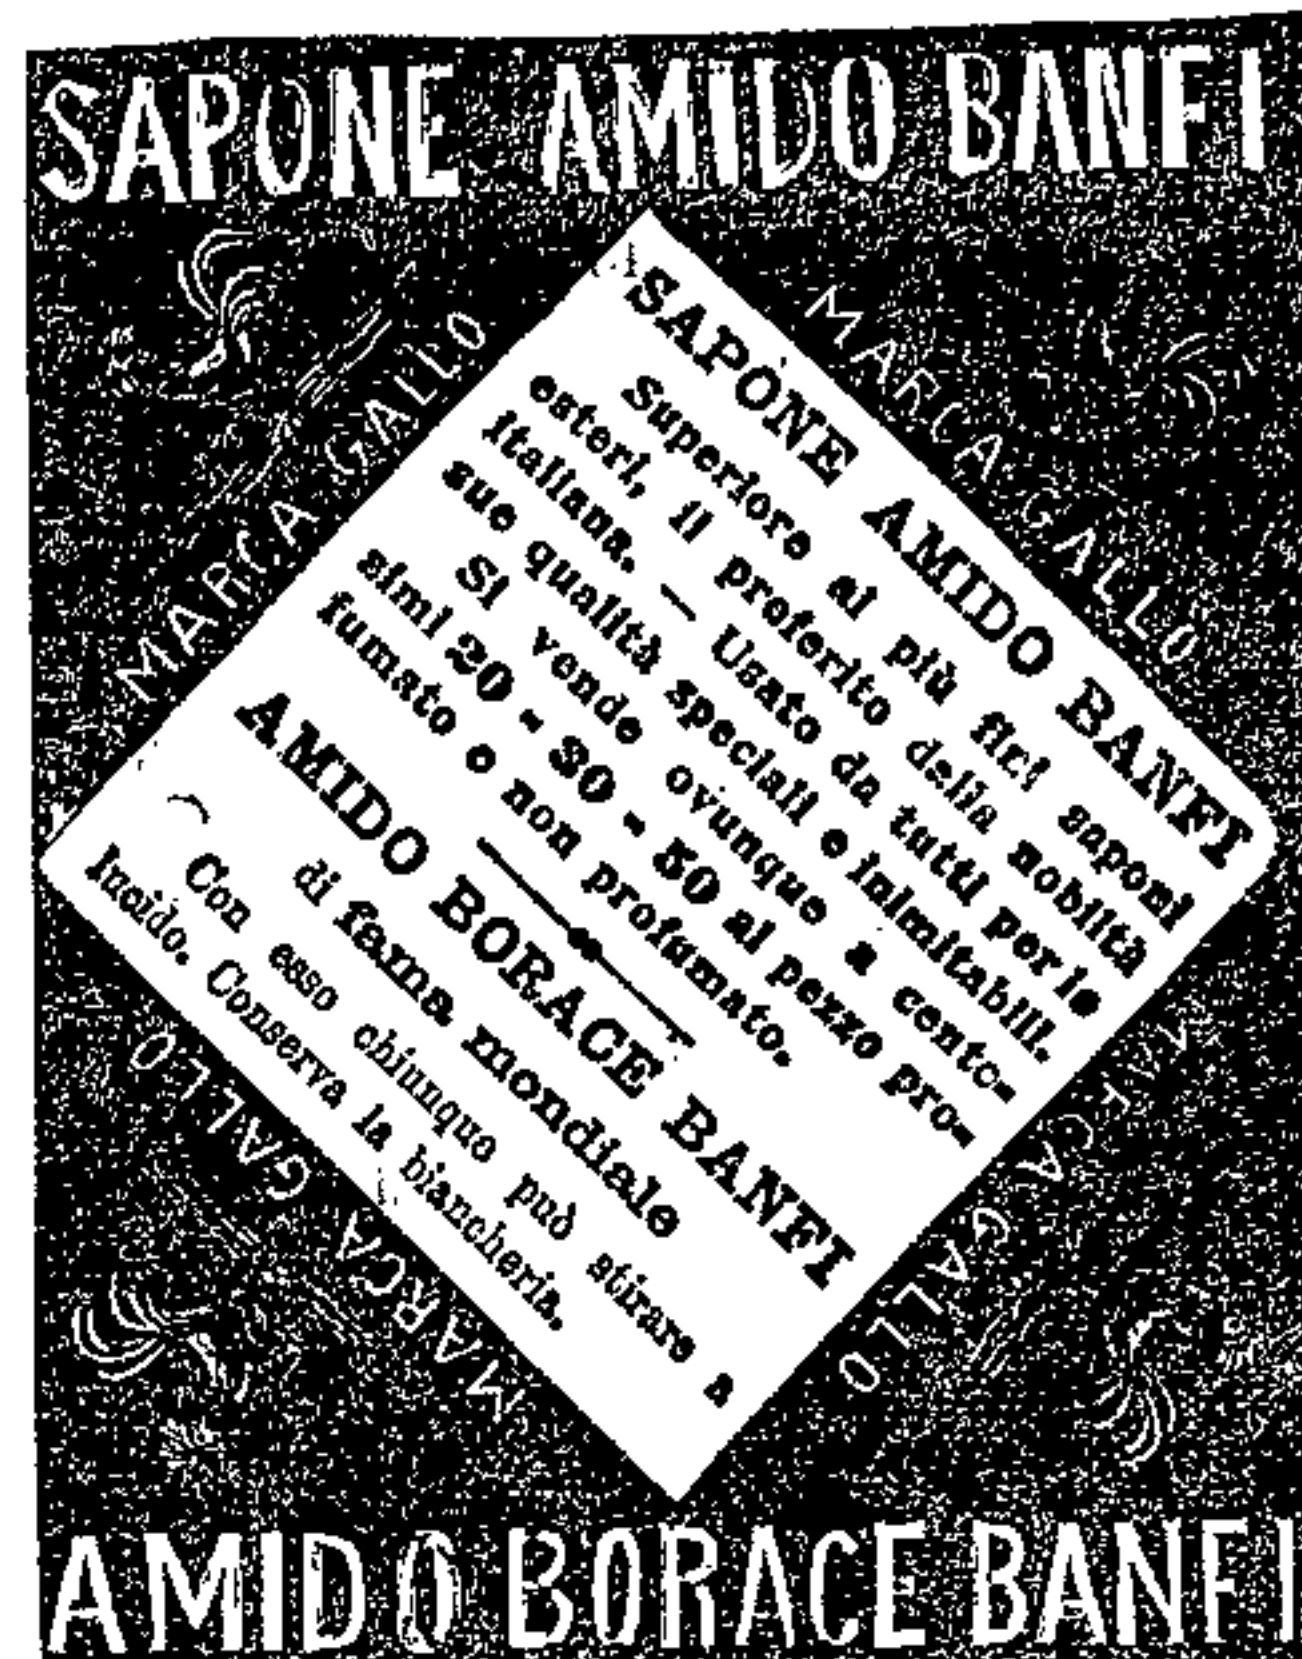 SAPONE AMIDO BANFI
MARCA GALLO
MARCA GALLO
SAPONE AMIDO BANFI
Superiore ai più fini saponi
esteri, il preferito della nobiltà
italiana. — Usato da tutti per le
sue qualità speciali e inimitabili.
Si vende ovunque a cento-
simi 20 - 30 - 50 al pezzo pro-
fumato e non profumato.
AMIDO BORACE BANFI
di fama mondiale
Con esso chiunque può stirare a
lucido. Conserva la biancheria.
MARCA GALLO
MARCA GALLO
AMIDO BORACE BANFI